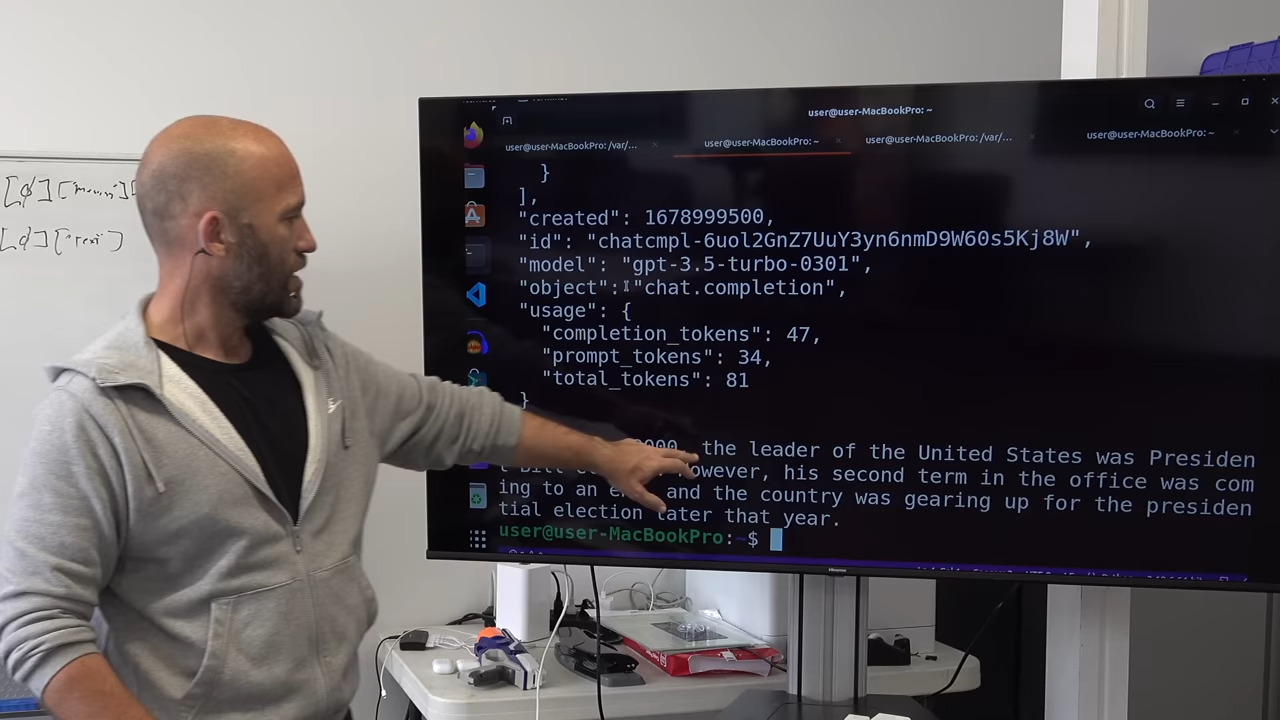 user@user-MacBookPro: ~
user@user-MacBookPro: /var/...
user@user-MacBookPro: ~
user@user-MacBookPro: /var/...
user@user-MacBookPro: ~
}
],
"created": 1678999500,
"id": "chatcmpl-6uol2GnZ7UuY3yn6nmD9W60s5Kj8W",
"model": "gpt-3.5-turbo-0301",
"object": "chat.completion",
"usage": {
"completion_tokens": 47,
"prompt_tokens": 34,
"total_tokens": 81
}
the leader of the United States was Presiden
t Bill however, his second term in the office was com
ing to an and the country was gearing up for the presiden
tial election later that year.
user@user-MacBookPro:~$